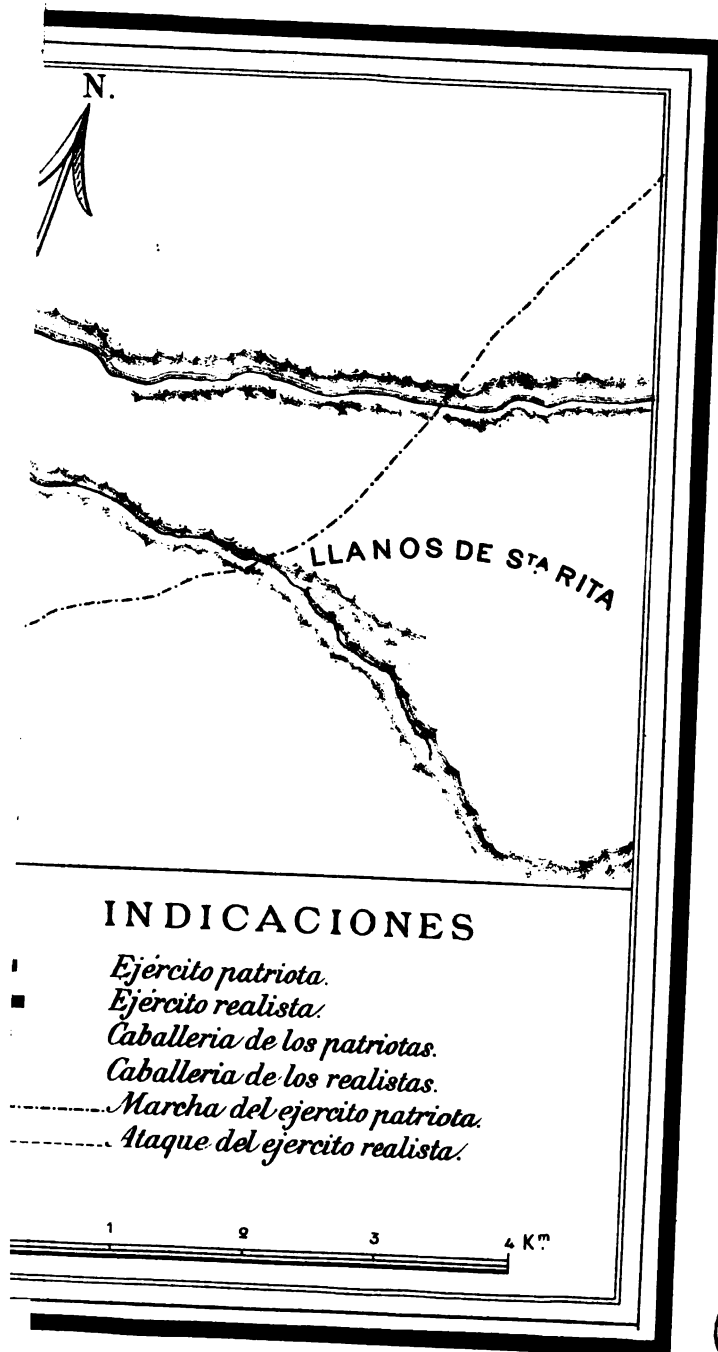 N.
LLANOS DE STA. RITA
INDICACIONES
Ejército patriota.
Ejército realista.
Caballeria de los patriotas.
Caballeria de los realistas.
Marcha del ejercito patriota.
Ataque del ejercito realista.
1 2 3 4 Km.